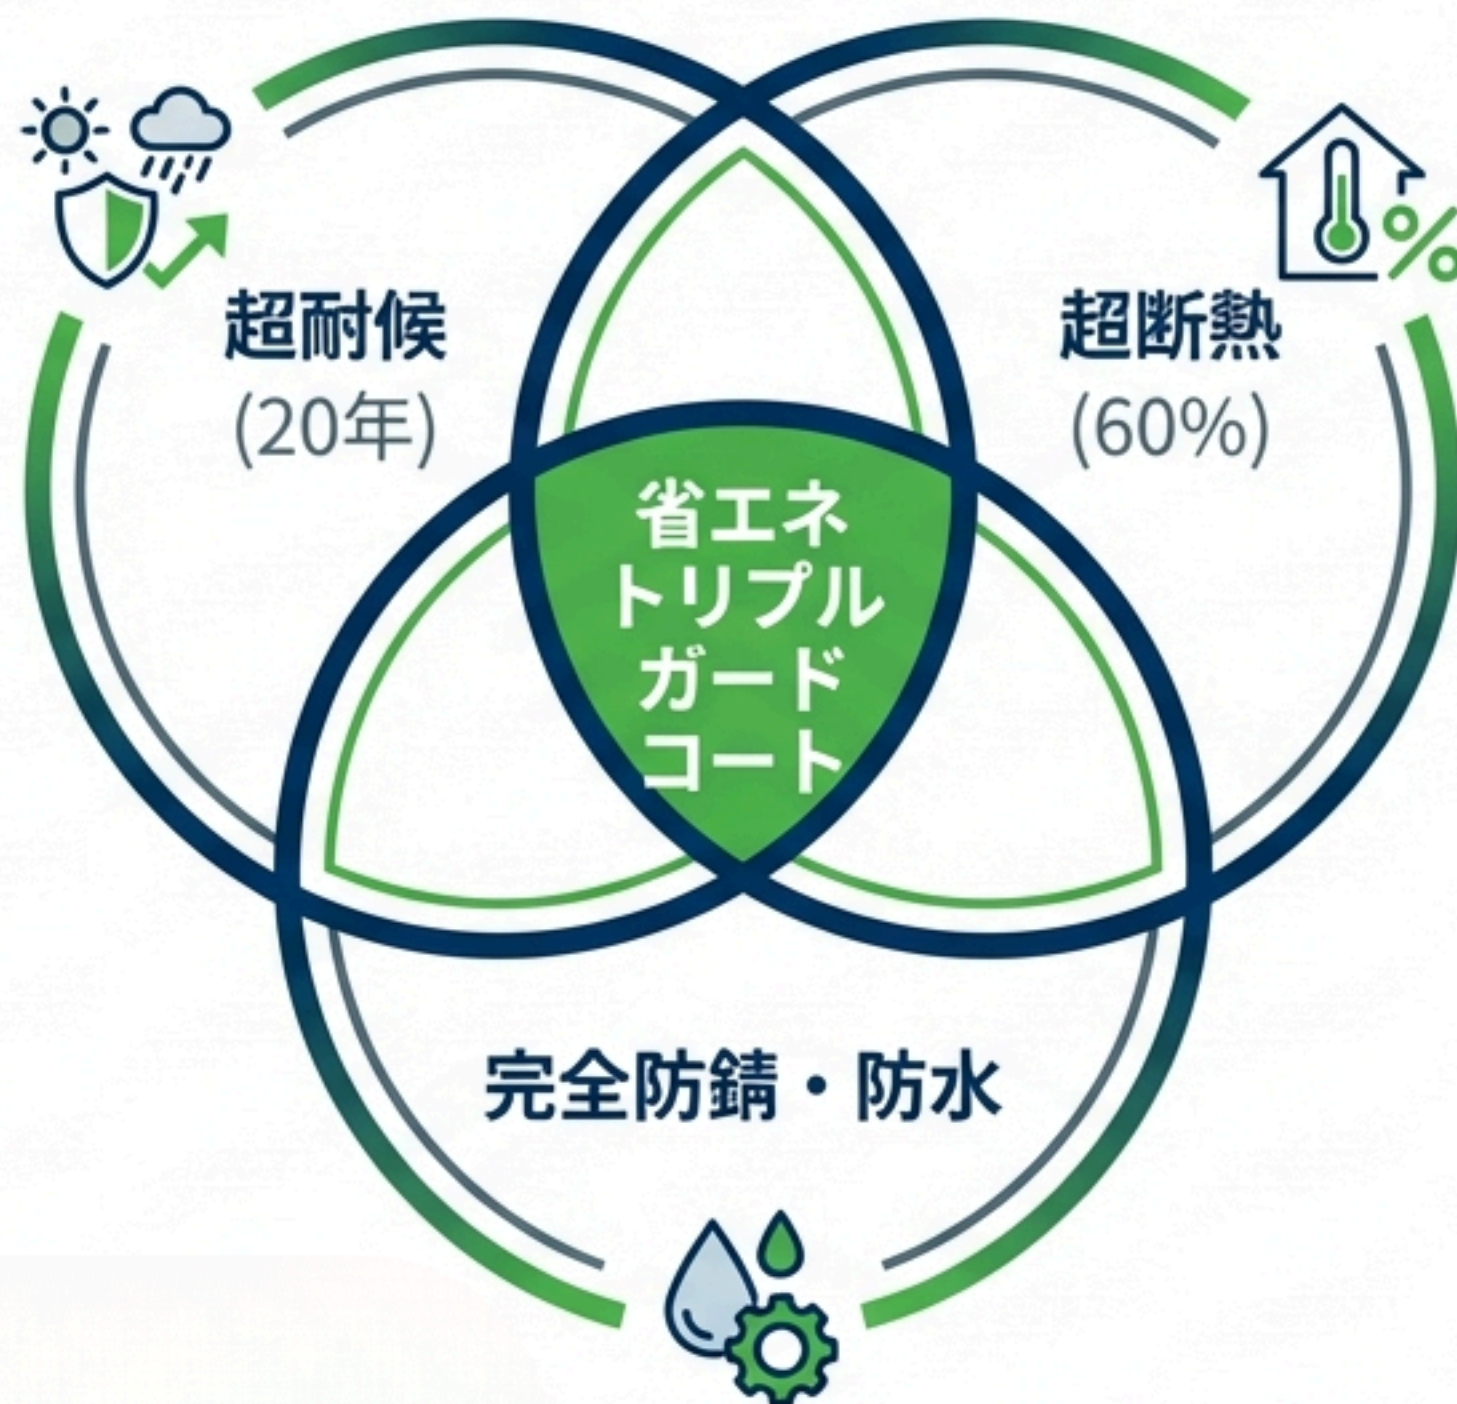 超耐候
(20年)
超断熱
(60%)
%
省エネ
トリプル
ガード
コート
完全防錆・防水